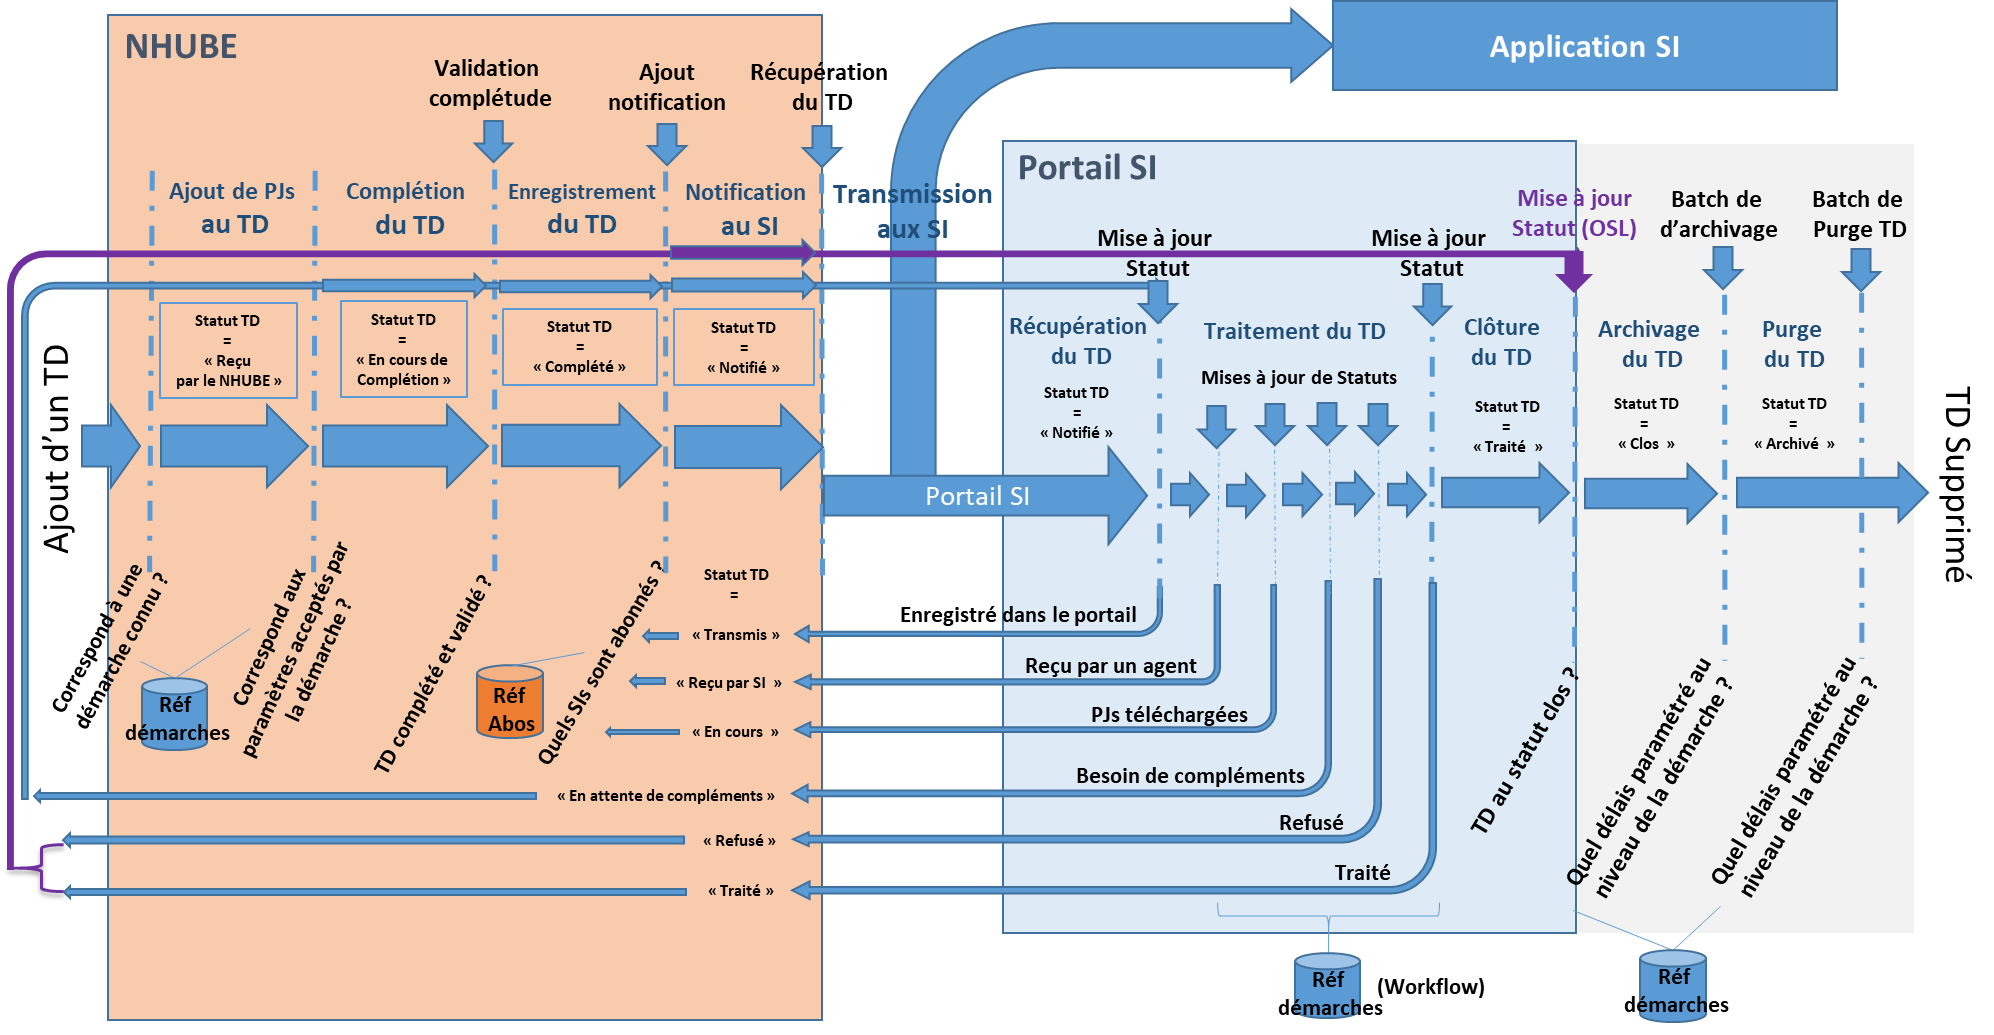 NHUBE
Application SI
Validation
complétude
Ajout
notification
Récupération
du TD
Portail SI
Ajout de PJs
au TD
Complétion
du TD
Enregistrement
du TD
Notification
au SI
Transmission
aux SI
Mise à jour
Statut
Mise à jour
Statut
Mise à jour
Statut (OSL)
Batch de
d’archivage
Batch de
Purge TD
Statut TD
=
« Reçu
par le NHUBE »
Statut TD
=
« En cours de
Complétion »
Statut TD
=
« Complété »
Statut TD
=
« Notifié »
Récupération
du TD
Statut TD
=
« Notifié »
Traitement du TD
Mises à jour de Statuts
Clôture
du TD
Statut TD
=
« Traité »
Archivage
du TD
Statut TD
=
« Clos »
Purge
du TD
Statut TD
=
« Archivé »
Ajout d’un TD
Portail SI
TD Supprimé
Correspond à une
démarche connu ?
Correspond aux
paramètres acceptés par
la démarche ?
TD complété et validé ?
Quels SIs sont abonnés ?
Réf
démarches
Réf
Abos
Statut TD
=
« Transmis »
Enregistré dans le portail
« Reçu par SI »
Reçu par un agent
« En cours »
PJs téléchargées
« En attente de compléments »
Besoin de compléments
« Refusé »
Refusé
« Traité »
Traité
TD au statut clos ?
Quel délais paramétré au
niveau de la démarche ?
Quel délais paramétré au
niveau de la démarche ?
Réf
démarches
(Workflow)
Réf
démarches